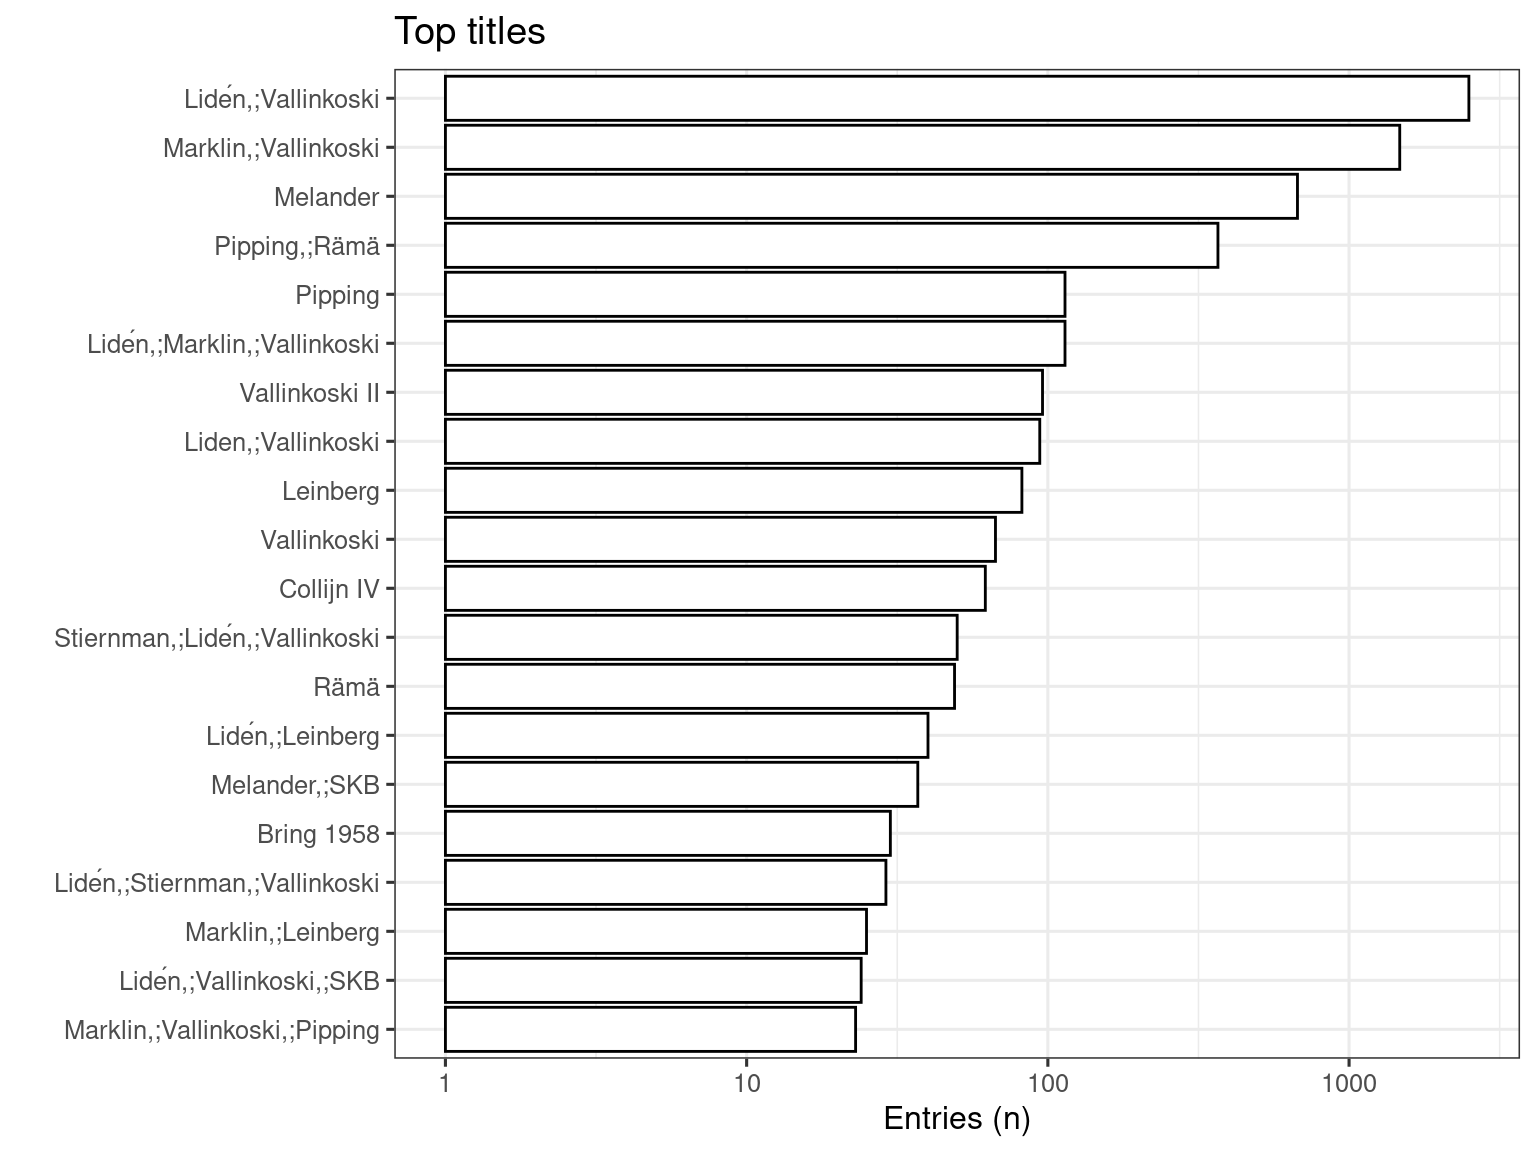 Top titles
Lidén,;Vallinkoski
Marklin,;Vallinkoski
Melander
Pipping,;Rämä
Pipping
Lidén,;Marklin,;Vallinkoski
Vallinkoski II
Liden,;Vallinkoski
Leinberg
Vallinkoski
Collijn IV
Stiernman,;Lidén,;Vallinkoski
Rämä
Lidén,;Leinberg
Melander,;SKB
Bring 1958
Lidén,;Stiernman,;Vallinkoski
Marklin,;Leinberg
Lidén,;Vallinkoski,;SKB
Marklin,;Vallinkoski,;Pipping
1 10 100 1000
Entries (n)